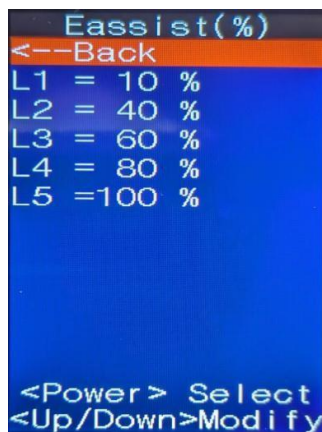 Eassist(%)
<--Back
L1 = 10 %
L2 = 40 %
L3 = 60 %
L4 = 80 %
L5 =100 %
<Power> Select
<Up/Down>Modify